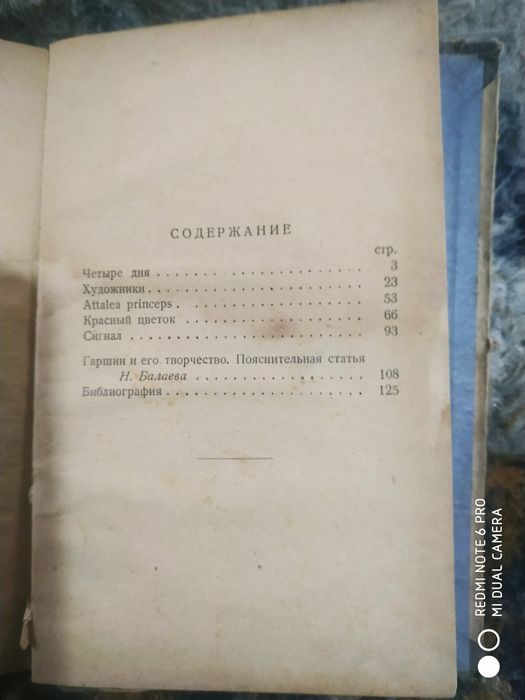 СОДЕРЖАНИЕ
стр.
Четыре дня . . . . . . . . . . . . . . . . . . . . . . 3
Художники . . . . . . . . . . . . . . . . . . . . . . 23
Attalea princeps . . . . . . . . . . . . . . . . . . . 53
Красный цветок . . . . . . . . . . . . . . . . . . . 66
Сигнал . . . . . . . . . . . . . . . . . . . . . . . . 93
Гаршин и его творчество. Пояснительная статья
Н. Балаева . . . . . . . . . . . . . . . . . . 108
Библиография . . . . . . . . . . . . . . . . . . . . 125
REDMI NOTE 6 PRO
MI DUAL CAMERA